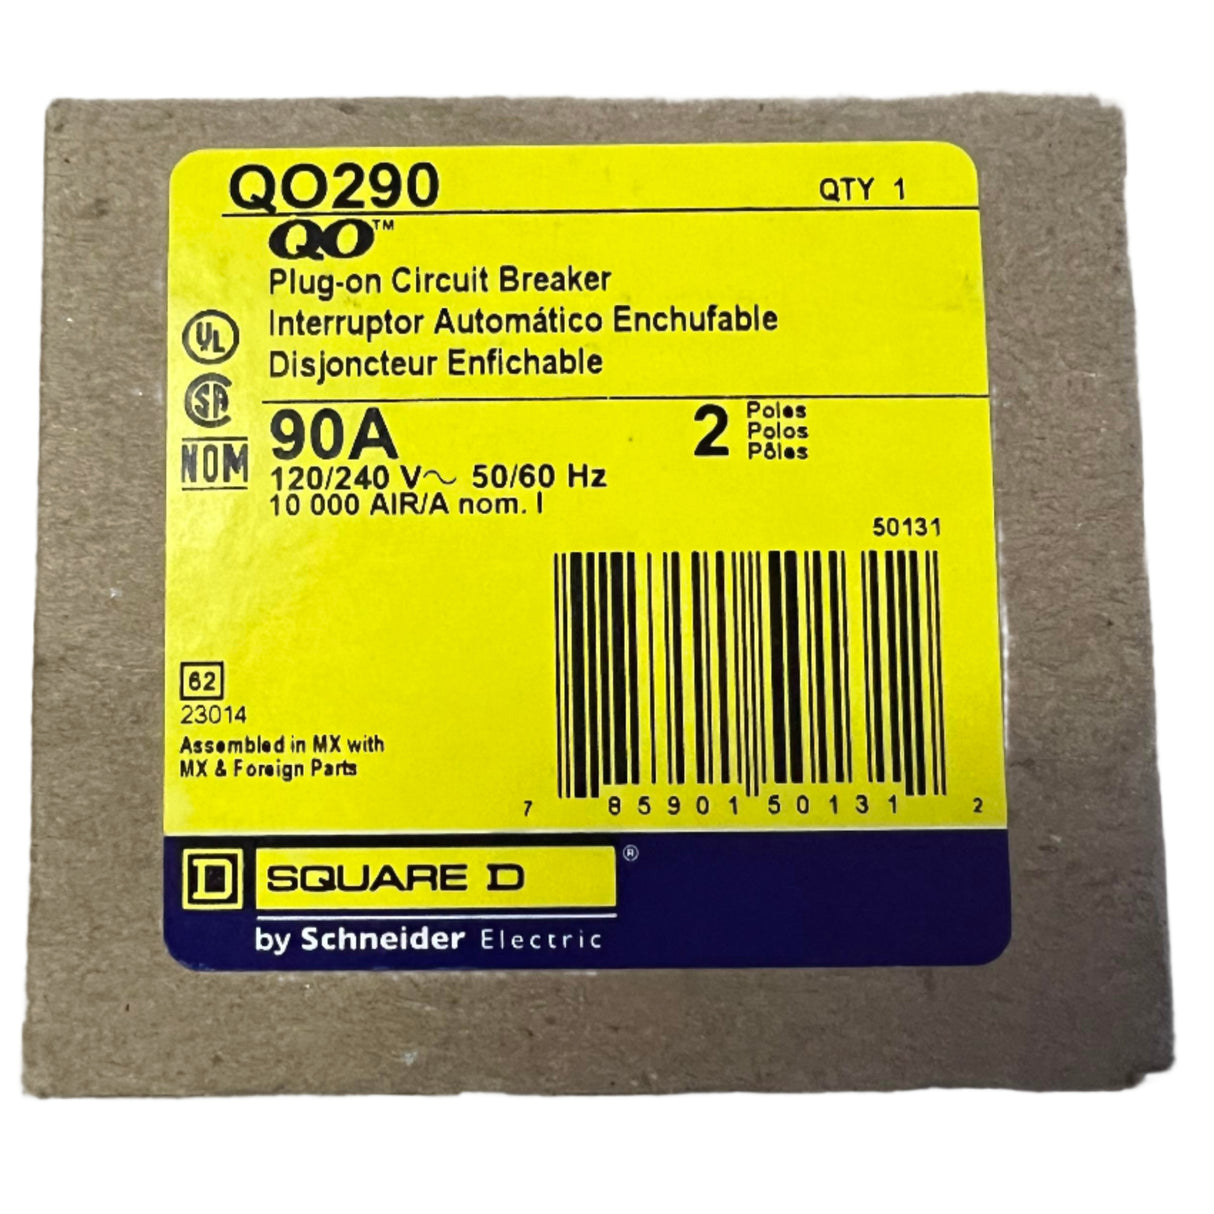 QO290 QTY 1
QO™
Plug-on Circuit Breaker
Interruptor Automático Enchufable
Disjoncteur Enfichable
UL
SA
NOM
90A 2 Poles
Polos
Pôles
120/240 V~ 50/60 Hz
10 000 AIR/A nom. I
50131
62
23014
Assembled in MX with
MX & Foreign Parts
7 85901 50131 2
D SQUARE D ®
by Schneider Electric